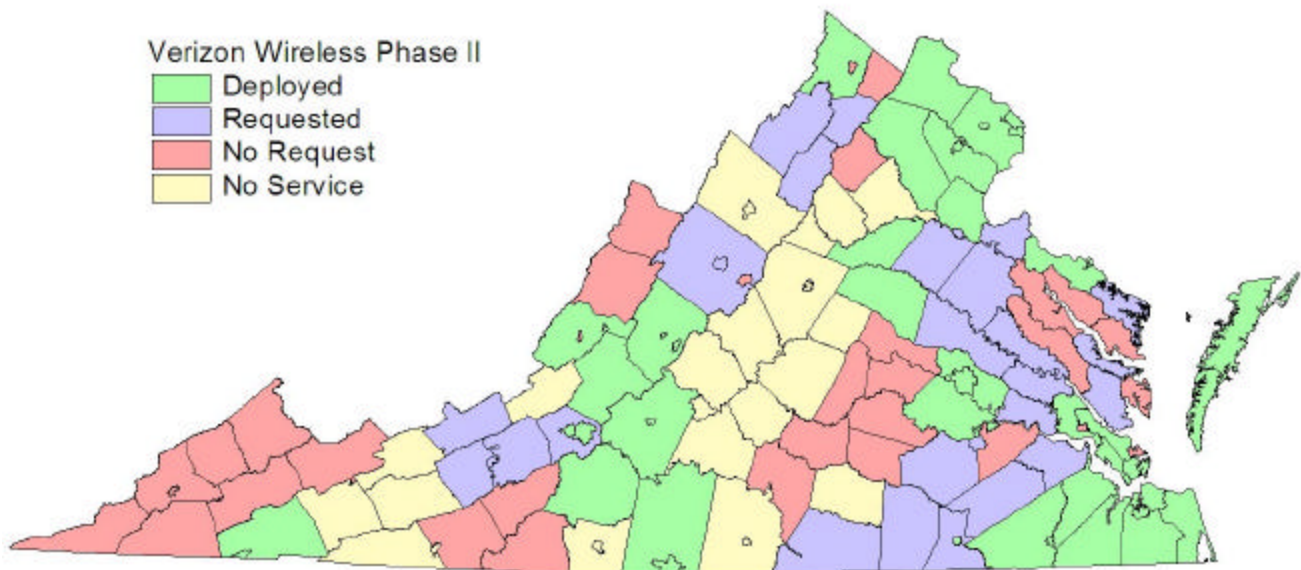 Verizon Wireless Phase II
Deployed
Requested
No Request
No Service